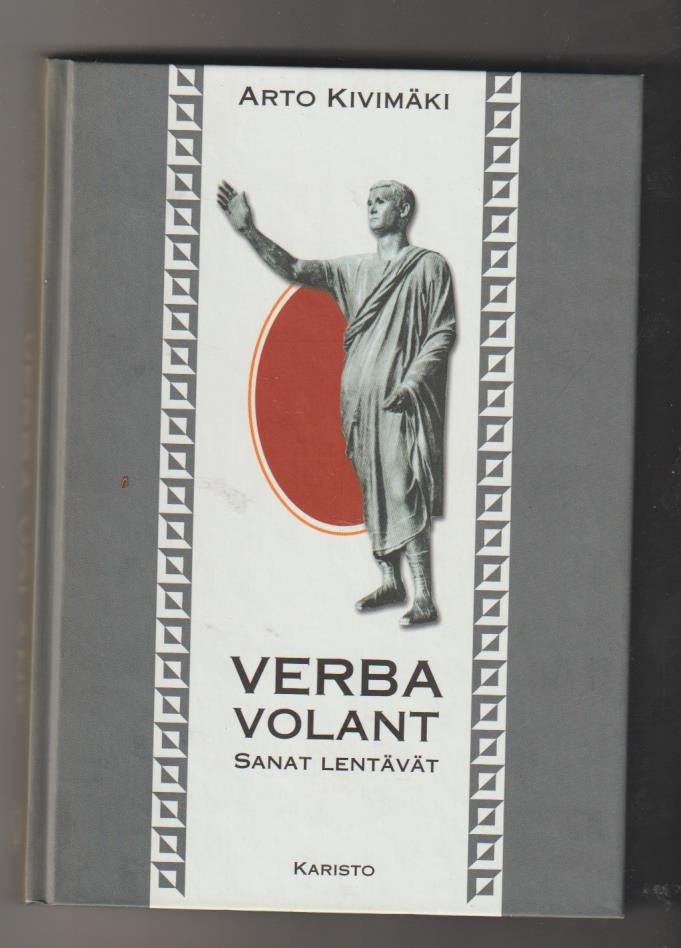 ARTO KIVIMÄKI
VERBA
VOLANT
SANAT LENTÄVÄT
KARISTO